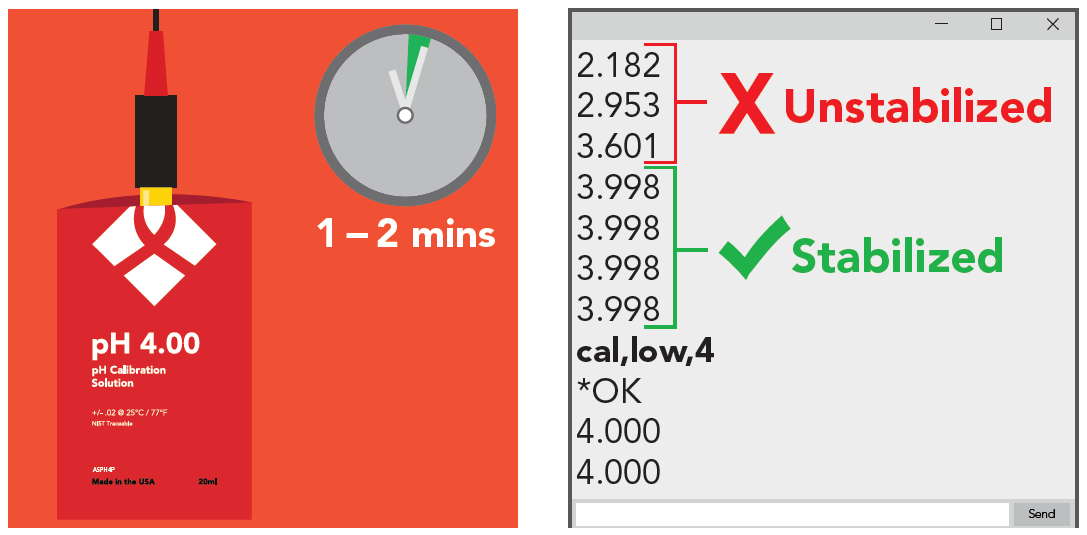 1 – 2 mins
pH 4.00
pH Calibration
Solution
+/- .02 @ 25°C / 77°F
NIST Traceable
ASPH4P
Made in the USA 20ml
2.182
2.953
3.601
X Unstabilized
3.998
3.998
3.998
3.998
Stabilized
cal,low,4
*OK
4.000
4.000
Send